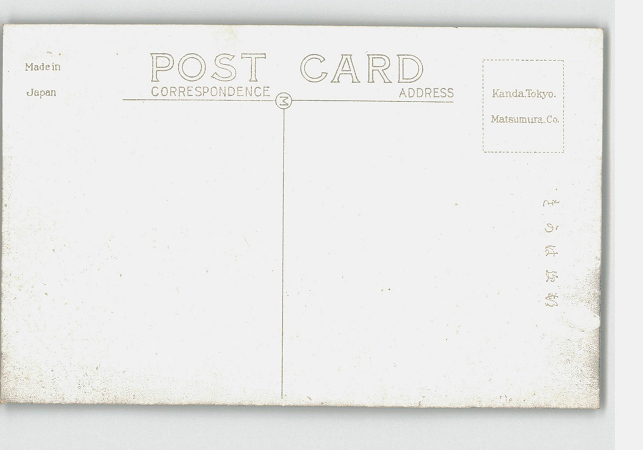 Made in
Japan
POST CARD
CORRESPONDENCE
M
ADDRESS
Kanda.Tokyo.
Matsumura.Co.